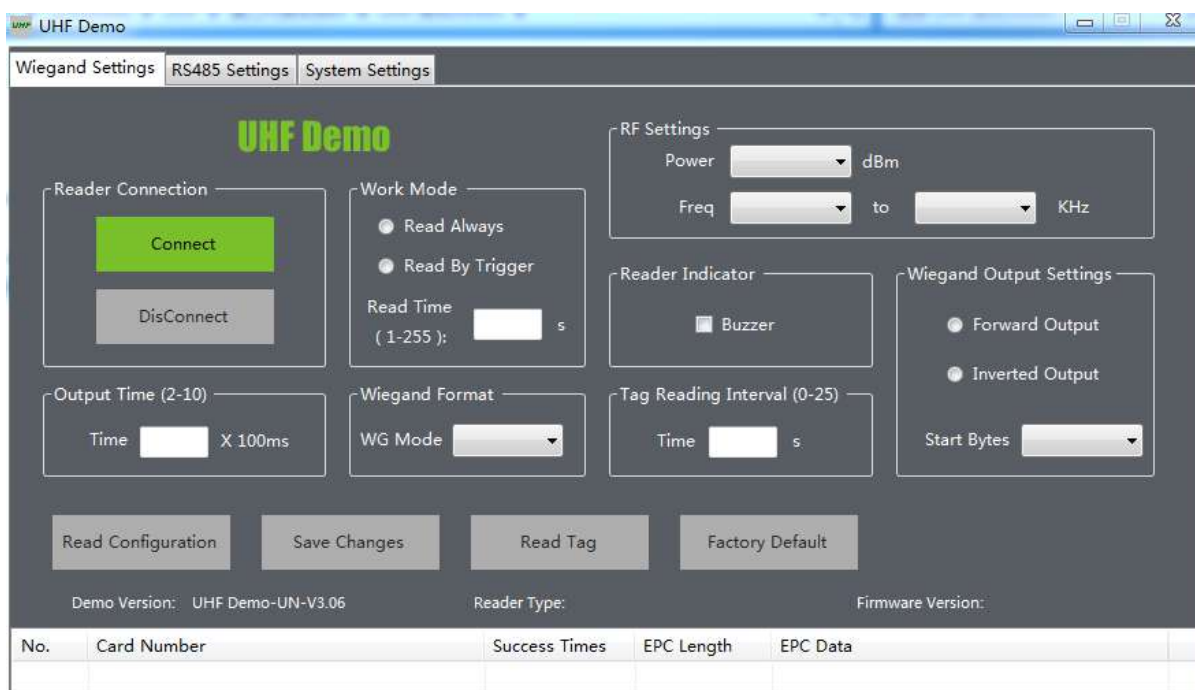 UHF UHF Demo
Wiegand Settings RS485 Settings System Settings
UHF Demo
Reader Connection
Connect
DisConnect
Work Mode
Read Always
Read By Trigger
Read Time
( 1-255 ): s
RF Settings
Power dBm
Freq to KHz
Reader Indicator
Buzzer
Wiegand Output Settings
Forward Output
Inverted Output
Start Bytes
Output Time (2-10)
Time X 100ms
Wiegand Format
WG Mode
Tag Reading Interval (0-25)
Time s
Read Configuration Save Changes Read Tag Factory Default
Demo Version: UHF Demo-UN-V3.06 Reader Type: Firmware Version:
No. Card Number Success Times EPC Length EPC Data